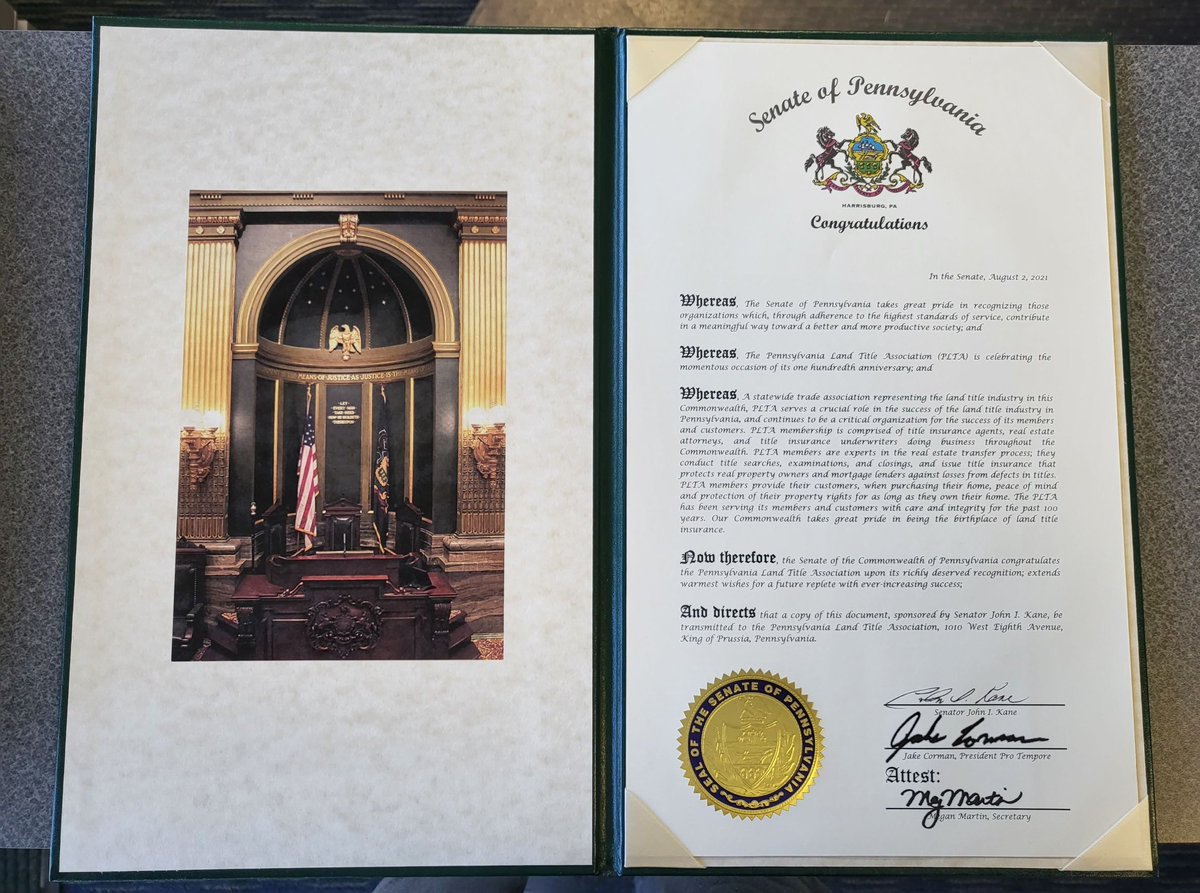 MEANS OF JUSTICE AS JUSTICE IS THE
Senate of Pennsylvania
HARRISBURG, PA
Congratulations
In the Senate, August 2, 2021
Whereas, The Senate of Pennsylvania takes great pride in recognizing those
organizations which, through adherence to the highest standards of service, contribute
in a meaningful way toward a better and more productive society; and
Whereas, The Pennsylvania Land Title Association (PLTA) is celebrating the
momentous occasion of its one hundredth anniversary; and
Whereas, A statewide trade association representing the land title industry in this
Commonwealth, PLTA serves a crucial role in the success of the land title industry in
Pennsylvania, and continues to be a critical organization for the success of its members
and customers. PLTA membership is comprised of title insurance agents, real estate
attorneys, and title insurance underwriters doing business throughout the
Commonwealth. PLTA members are experts in the real estate transfer process; they
conduct title searches, examinations, and closings, and issue title insurance that
protects real property owners and mortgage lenders against losses from defects in titles.
PLTA members provide their customers, when purchasing their home, peace of mind
and protection of their property rights for as long as they own their home. The PLTA
has been serving its members and customers with care and integrity for the past 100
years. Our Commonwealth takes great pride in being the birthplace of land title
insurance.
Now therefore, the Senate of the Commonwealth of Pennsylvania congratulates
the Pennsylvania Land Title Association upon its richly deserved recognition; extends
warmest wishes for a future replete with ever-increasing success;
And directs that a copy of this document, sponsored by Senator John I. Kane, be
transmitted to the Pennsylvania Land Title Association, 1010 West Eighth Avenue,
King of Prussia, Pennsylvania.
SEAL OF THE SENATE OF PENNSYLVANIA
John I. Kane
Senator John I. Kane
Jake Corman
Jake Corman, President Pro Tempore
Attest:
Meg Martin
Megan Martin, Secretary